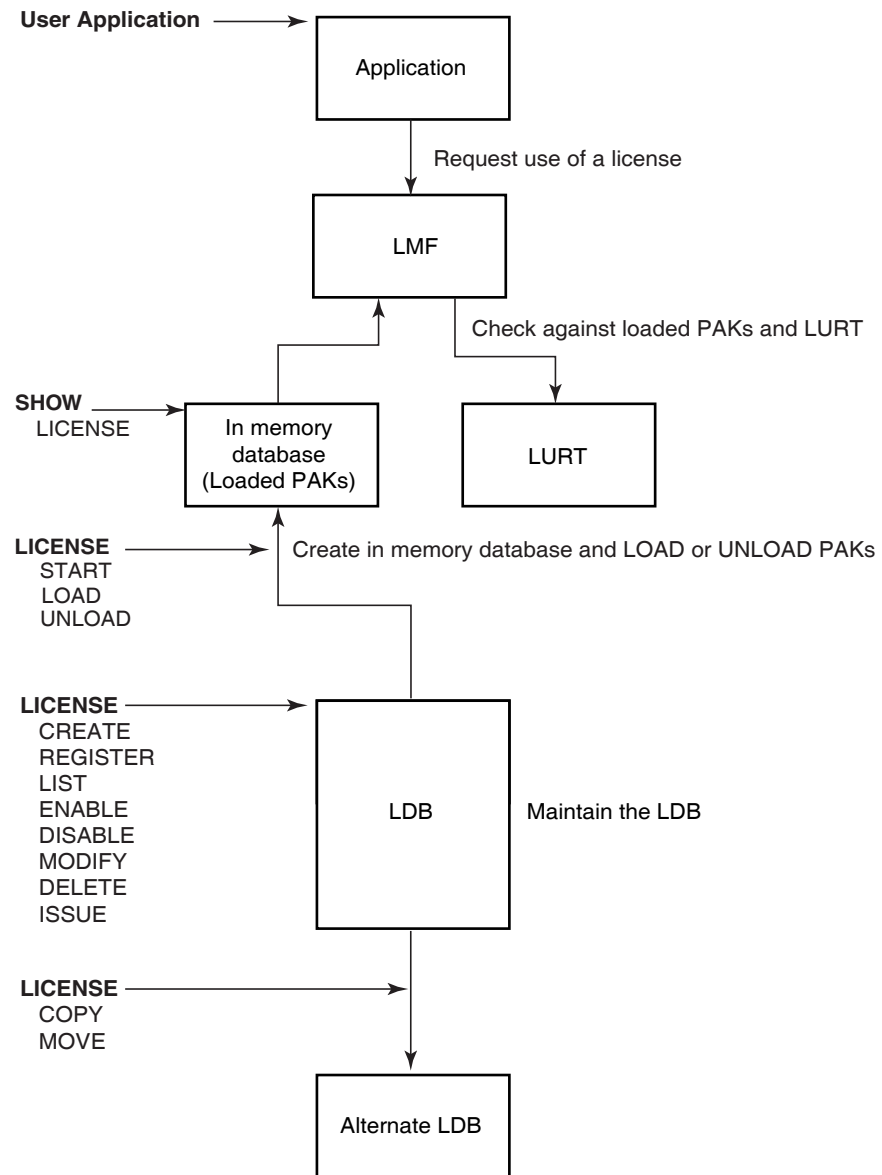 User Application
Application
Request use of a license
LMF
Check against loaded PAKs and LURT
SHOW
LICENSE
In memory
database
(Loaded PAKs)
LURT
LICENSE
START
LOAD
UNLOAD
Create in memory database and LOAD or UNLOAD PAKs
LICENSE
CREATE
REGISTER
LIST
ENABLE
DISABLE
MODIFY
DELETE
ISSUE
LDB
Maintain the LDB
LICENSE
COPY
MOVE
Alternate LDB